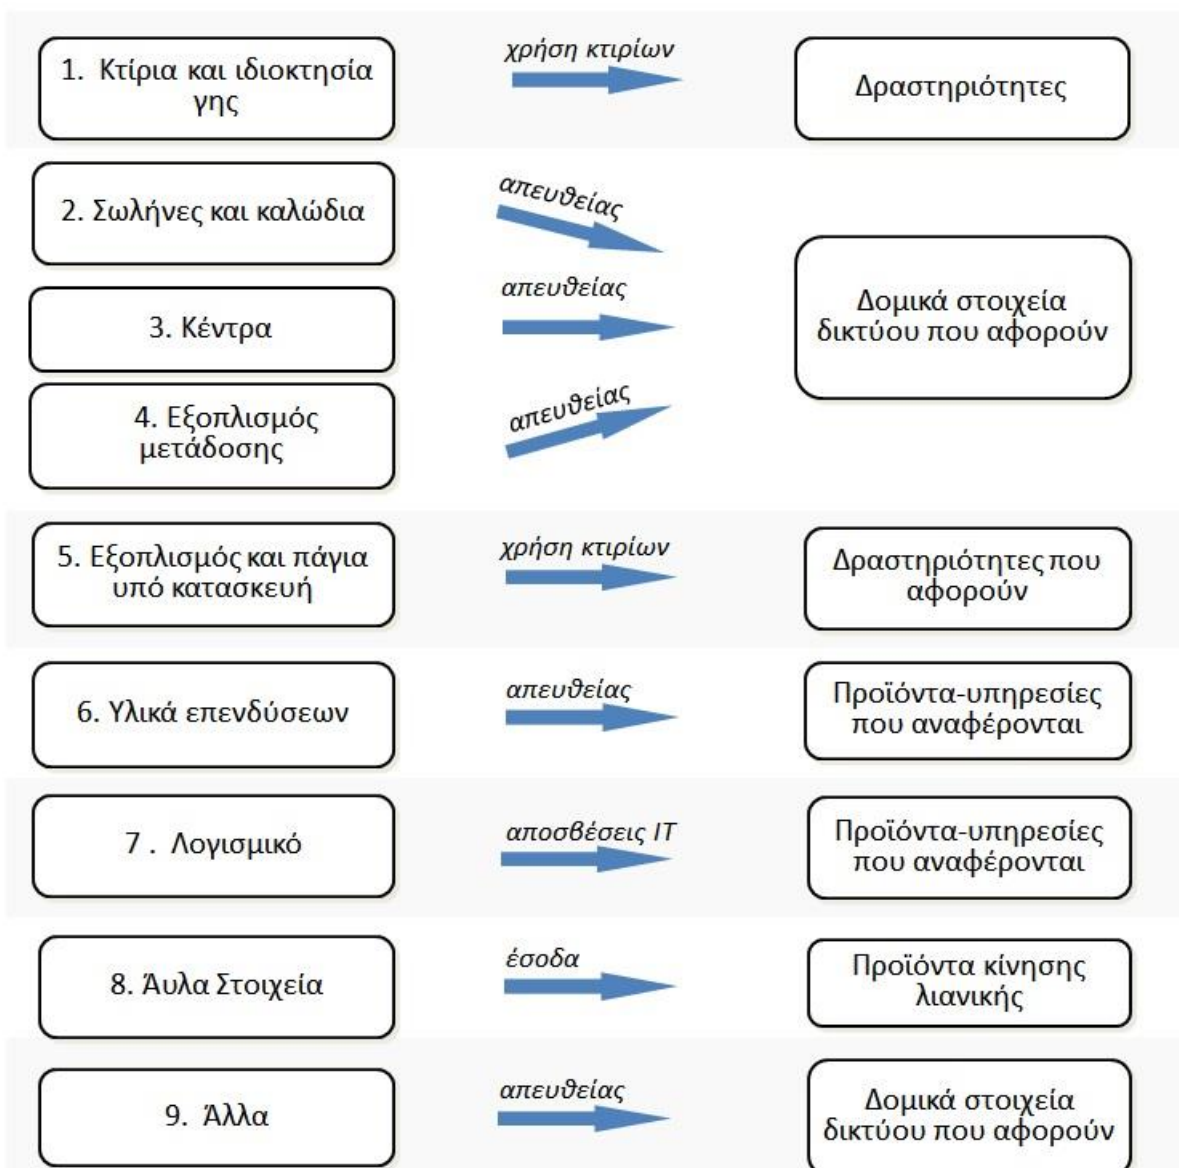 1. Κτίρια και ιδιοκτησία
γης
χρήση κτιρίων
Δραστηριότητες
2. Σωλήνες και καλώδια
απευθείας
3. Κέντρα
απευθείας
Δομικά στοιχεία
δικτύου που αφορούν
4. Εξοπλισμός
μετάδοσης
απευθείας
5. Εξοπλισμός και πάγια
υπό κατασκευή
χρήση κτιρίων
Δραστηριότητες που
αφορούν
6. Υλικά επενδύσεων
απευθείας
Προϊόντα-υπηρεσίες
που αναφέρονται
7 . Λογισμικό
αποσβέσεις IT
Προϊόντα-υπηρεσίες
που αναφέρονται
8. Άυλα Στοιχεία
έσοδα
Προϊόντα κίνησης
λιανικής
9. Άλλα
απευθείας
Δομικά στοιχεία
δικτύου που αφορούν